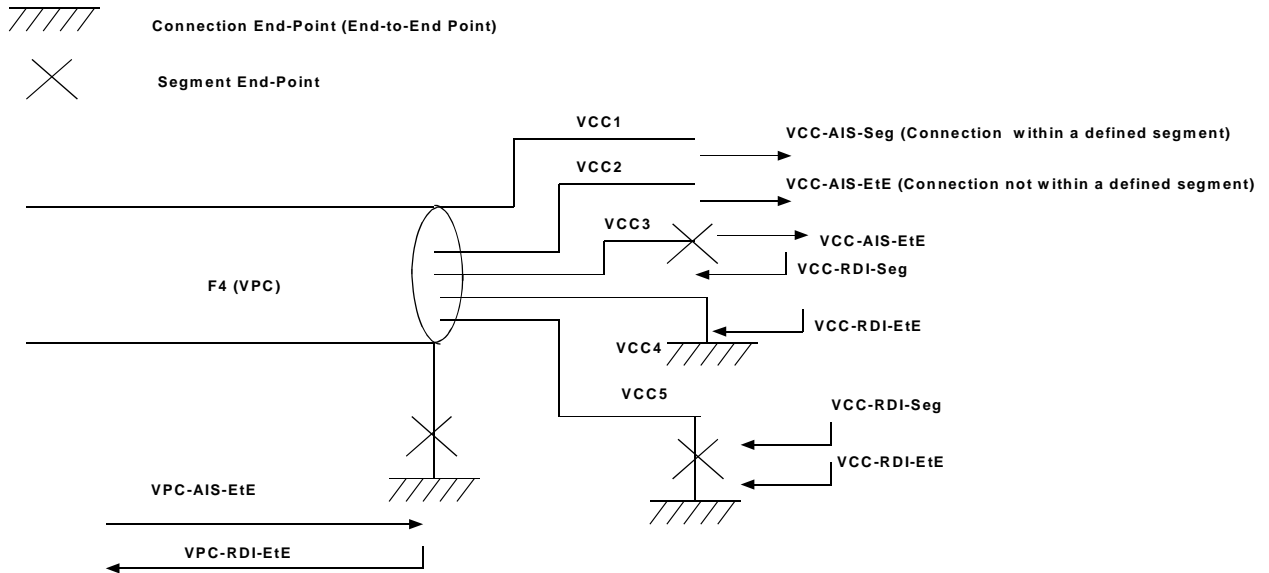 Connection End-Point (End-to-End Point)
Segment End-Point
VCC1
VCC-AIS-Seg (Connection within a defined segment)
VCC2
VCC-AIS-EtE (Connection not within a defined segment)
VCC3
VCC-AIS-EtE
VCC-RDI-Seg
F4 (VPC)
VCC-RDI-EtE
VCC4
VCC5
VCC-RDI-Seg
VCC-RDI-EtE
VPC-AIS-EtE
VPC-RDI-EtE